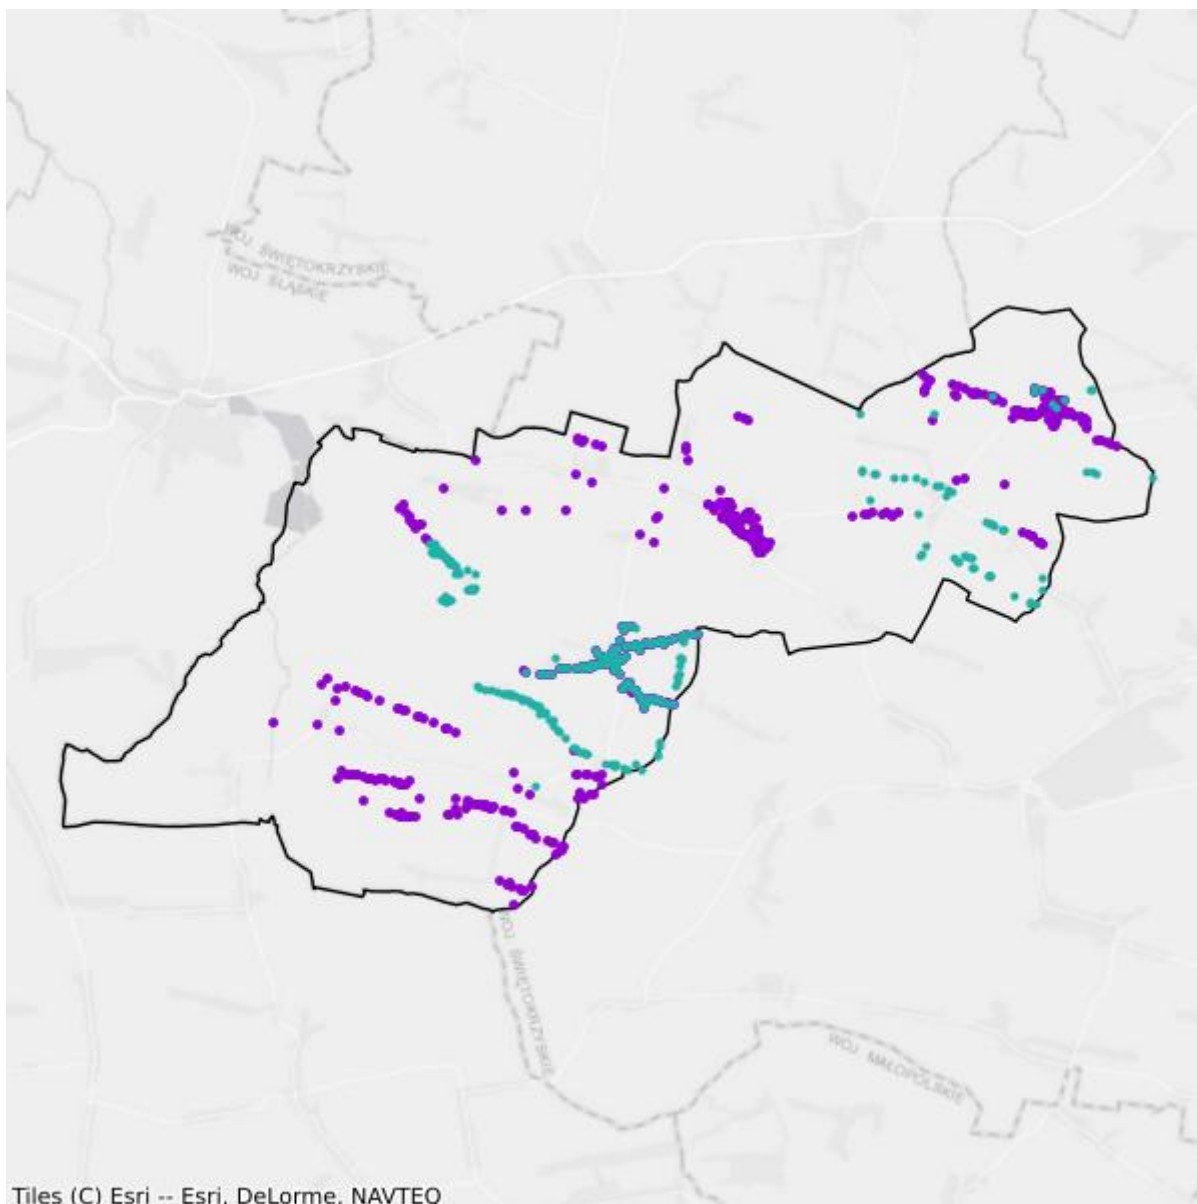 WOJ. ŚWIĘTOKRZYSKIE
WOJ. ŚLĄSKIE
WOJ. ŚWIĘTOKRZYSKIE
WOJ. MAŁOPOLSKIE
Tiles (C) Esri -- Esri, DeLorme, NAVTEQ